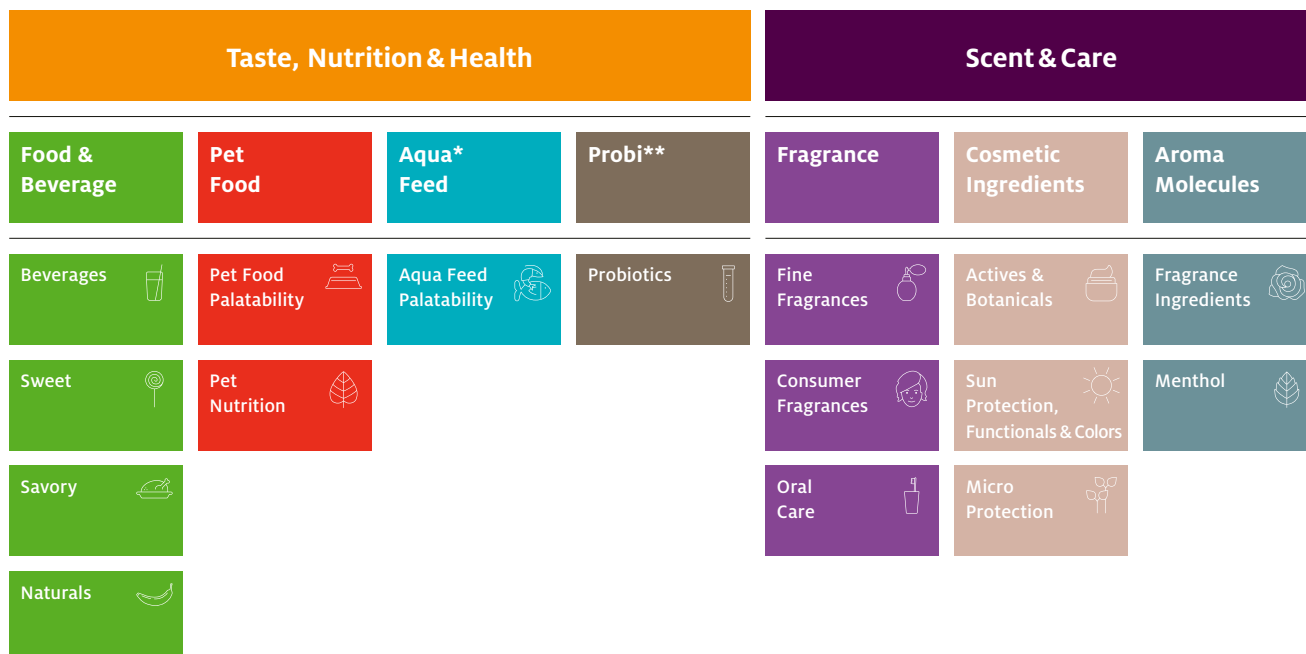 Taste, Nutrition & Health
Scent & Care
Food &
Beverage
Pet
Food
Aqua*
Feed
Probi**
Fragrance
Cosmetic
Ingredients
Aroma
Molecules
Beverages
Pet Food
Palatability
Aqua Feed
Palatability
Probiotics
Fine
Fragrances
Actives &
Botanicals
Fragrance
Ingredients
Sweet
Pet
Nutrition
Consumer
Fragrances
Sun
Protection,
Functionals & Colors
Menthol
Savory
Oral
Care
Micro
Protection
Naturals